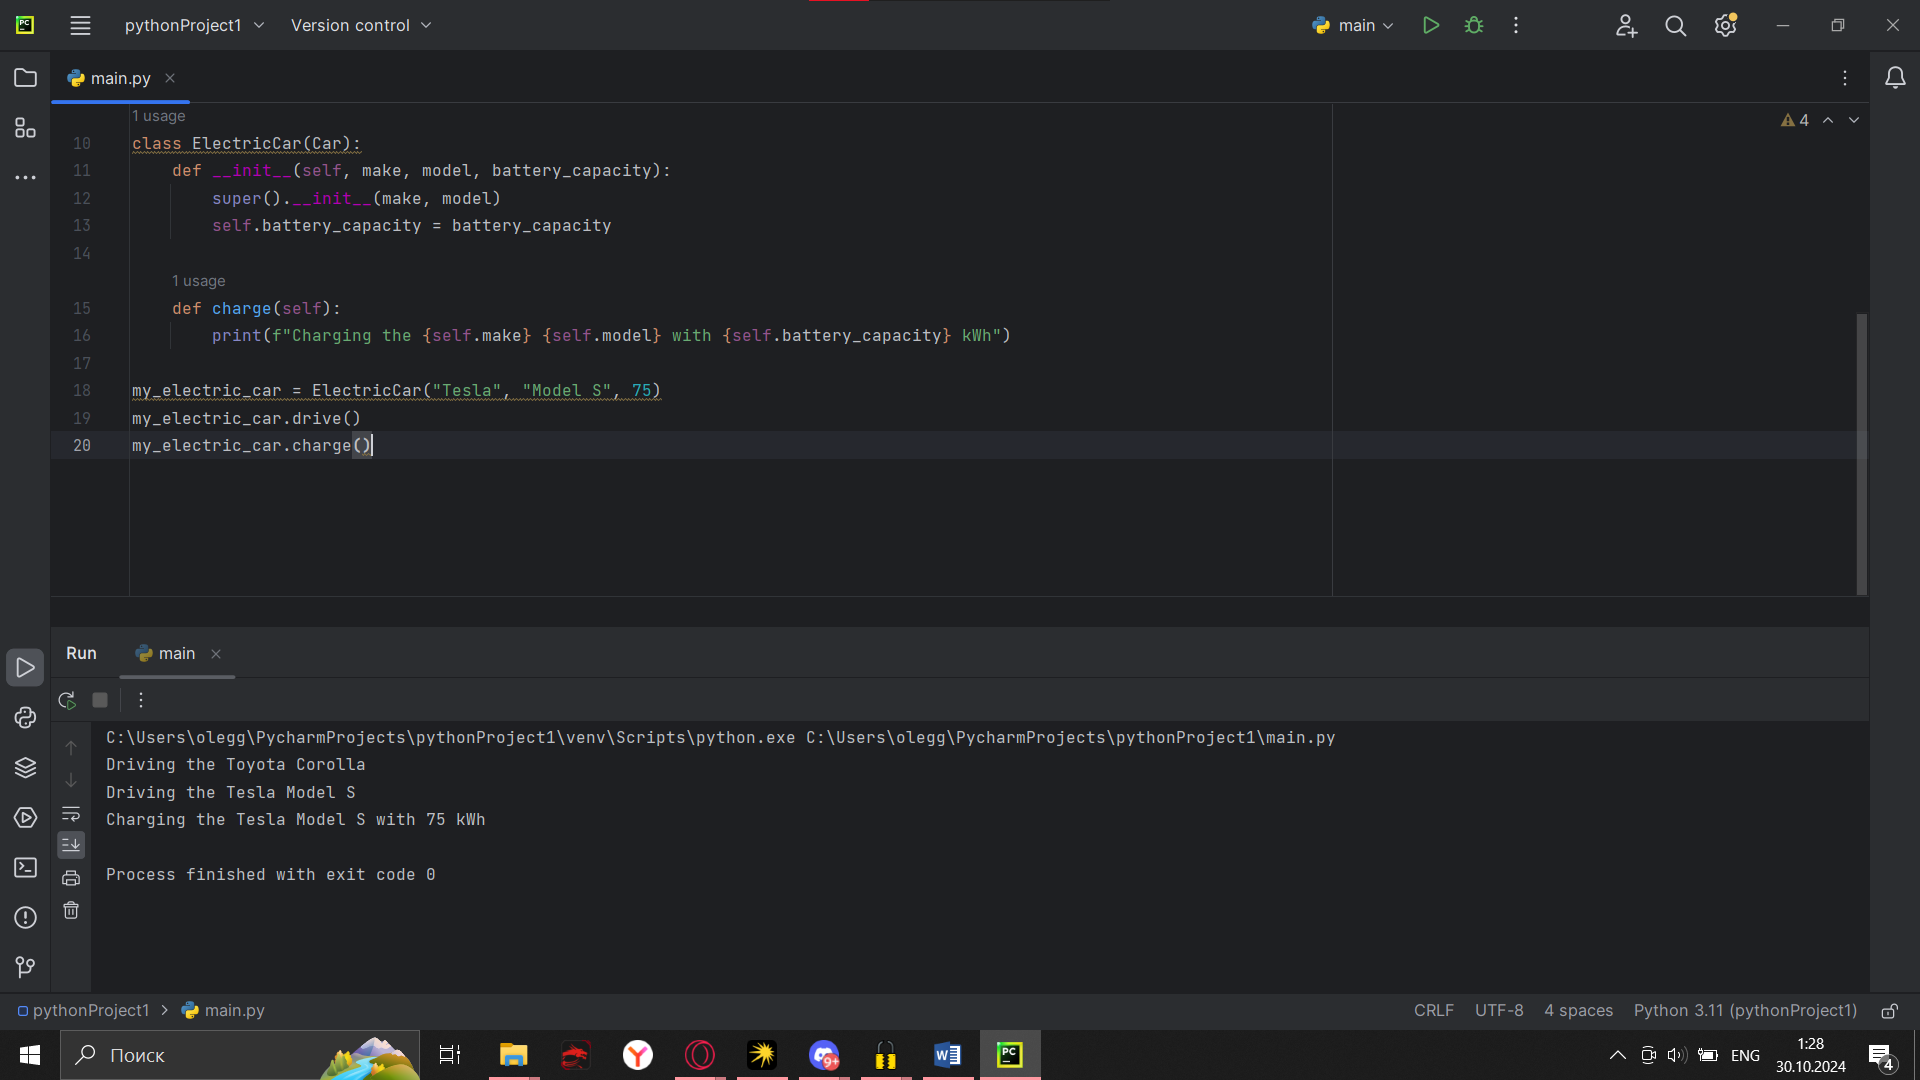 PC
pythonProject1
Version control
main
main.py
4
1 usage
10 class ElectricCar(Car):
11 def __init__(self, make, model, battery_capacity):
12 super().__init__(make, model)
13 self.battery_capacity = battery_capacity
14
1 usage
15 def charge(self):
16 print(f"Charging the {self.make} {self.model} with {self.battery_capacity} kWh")
17
18 my_electric_car = ElectricCar("Tesla", "Model S", 75)
19 my_electric_car.drive()
20 my_electric_car.charge()
Run
main
C:\Users\olegg\PycharmProjects\pythonProject1\venv\Scripts\python.exe C:\Users\olegg\PycharmProjects\pythonProject1\main.py
Driving the Toyota Corolla
Driving the Tesla Model S
Charging the Tesla Model S with 75 kWh
Process finished with exit code 0
pythonProject1 > main.py
CRLF
UTF-8
4 spaces
Python 3.11 (pythonProject1)
Поиск
Y
9+
W
PC
ENG
1:28
30.10.2024
4